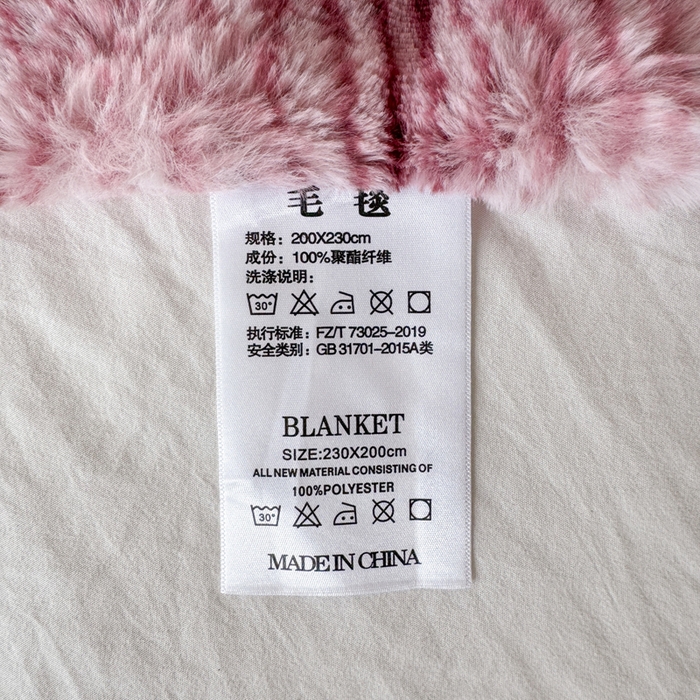 毛 毯
规格：200X230cm
成份：100%聚酯纤维
洗涤说明：
30°
执行标准：FZ/T 73025-2019
安全类别：GB 31701-2015A类
BLANKET
SIZE:230X200cm
ALL NEW MATERIAL CONSISTING OF
100%POLYESTER
30°
MADE IN CHINA